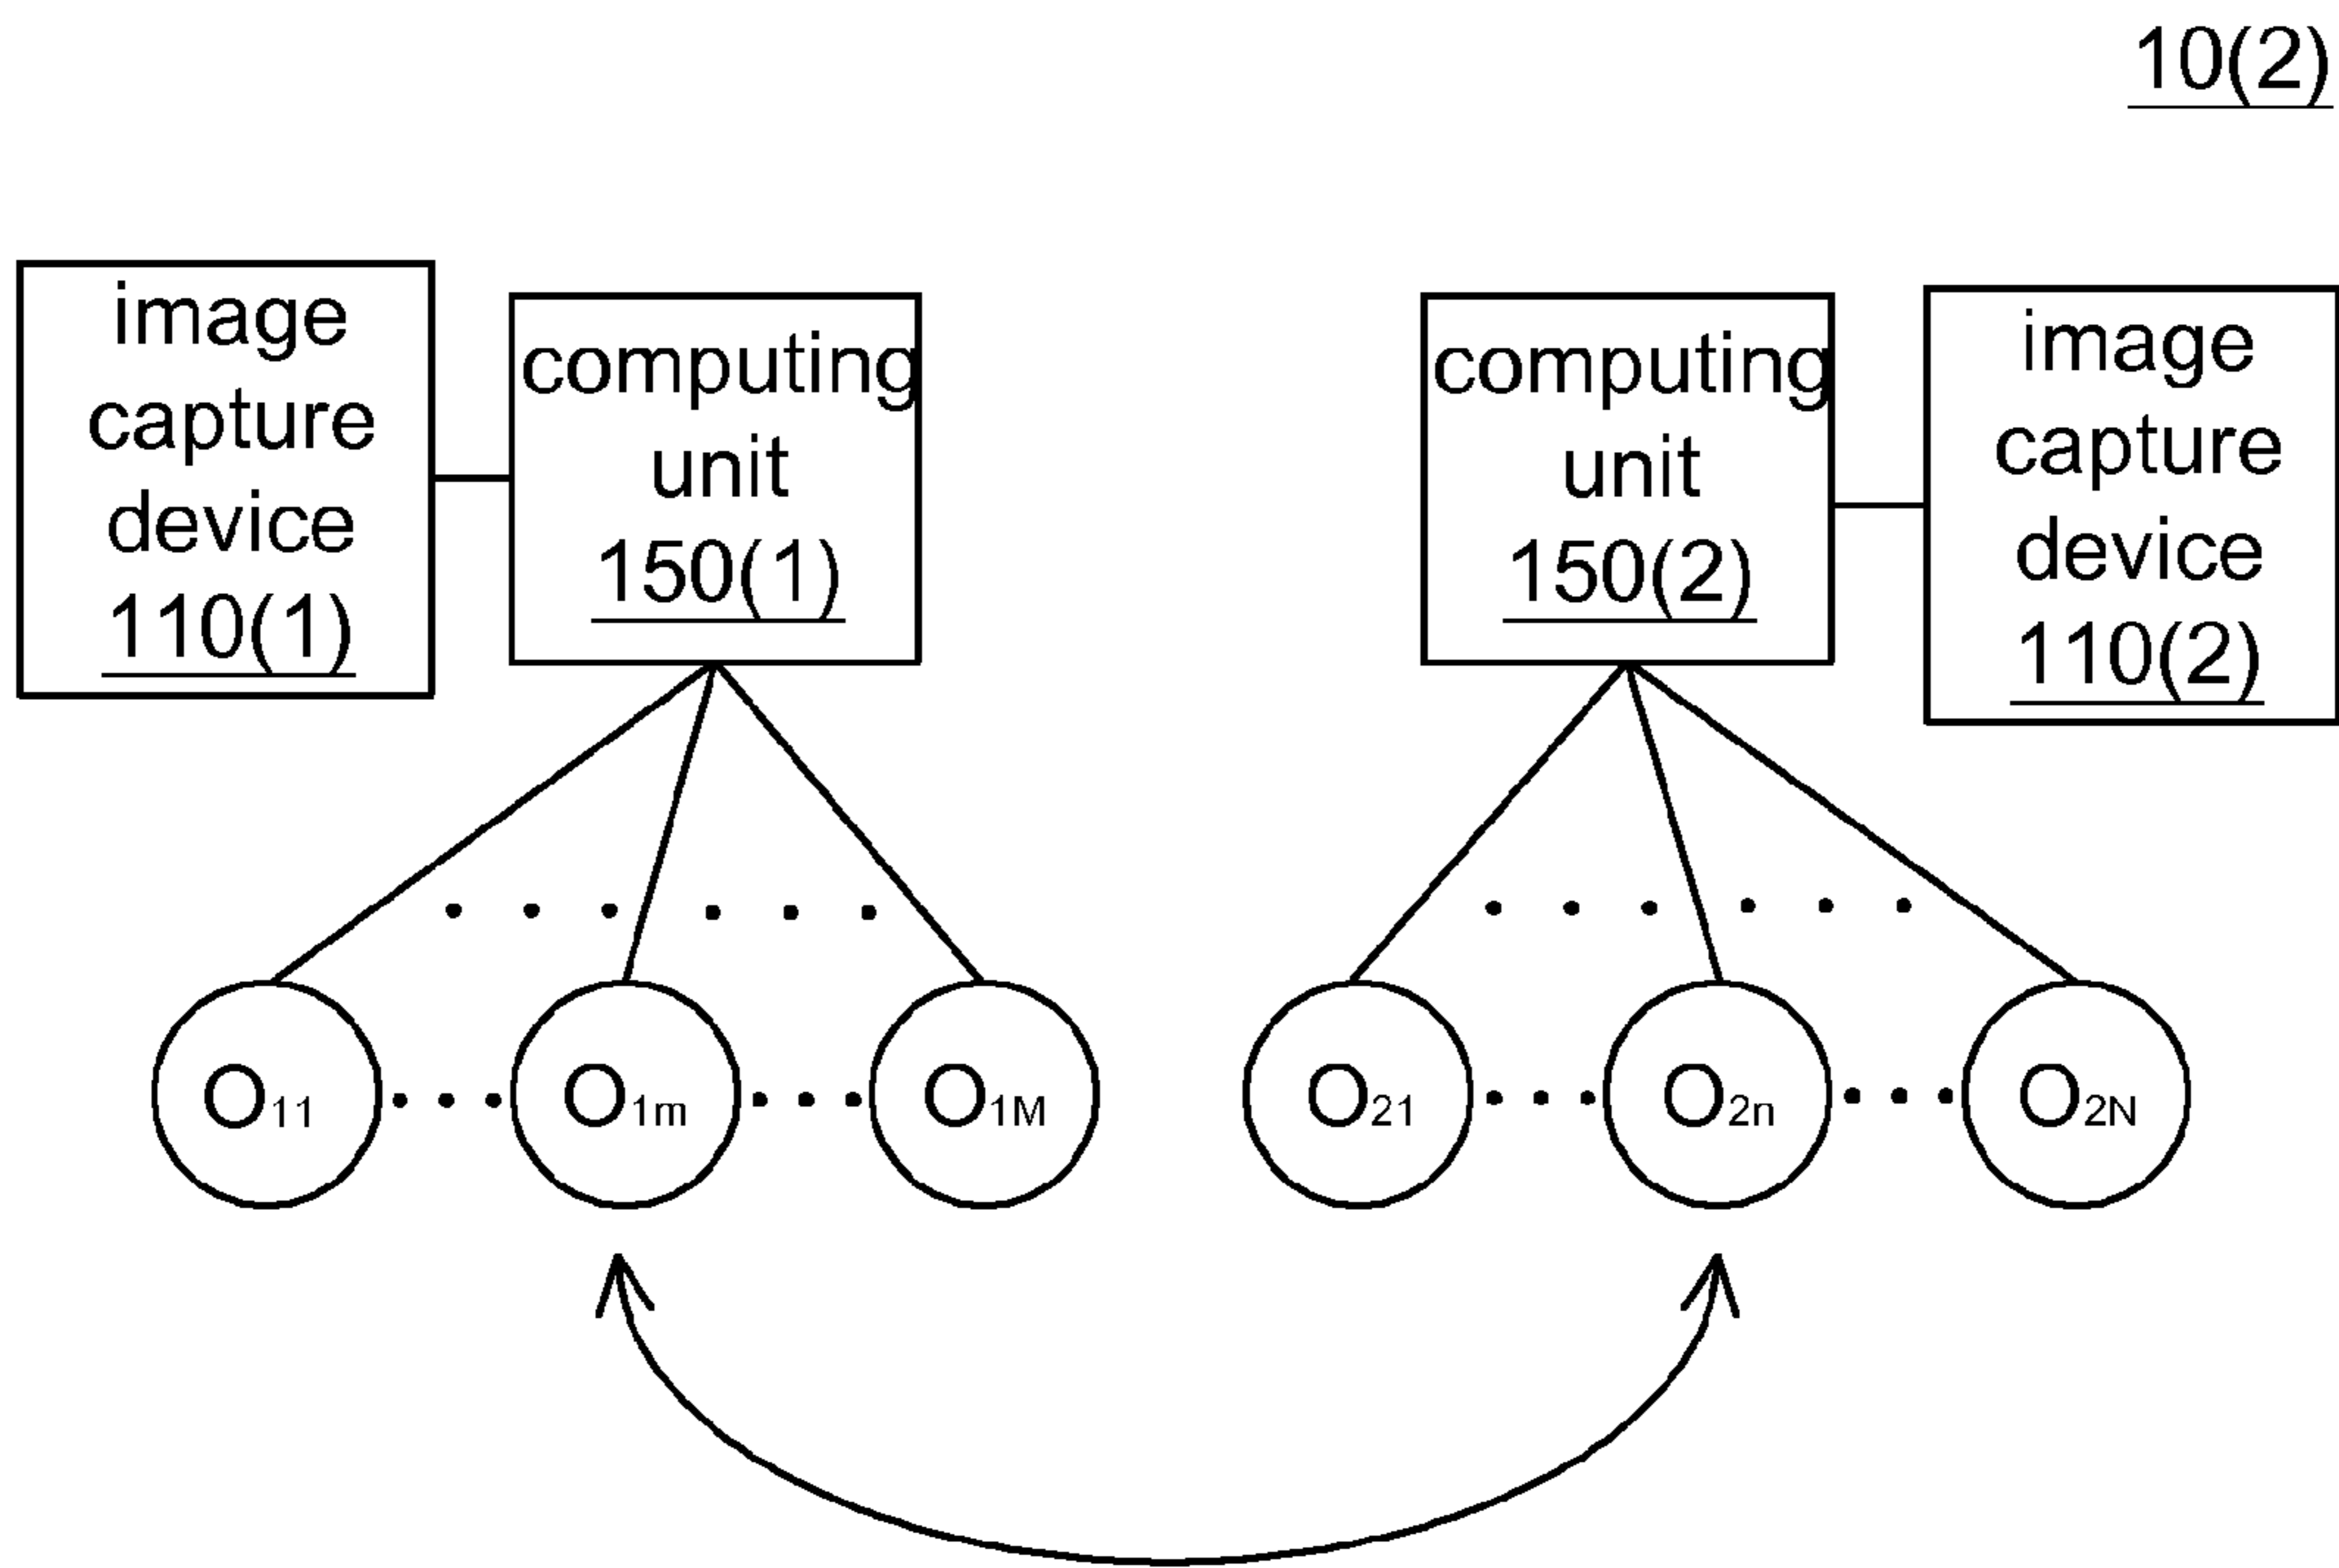 10(2)
image
capture
device
110(1)
computing
unit
150(1)
computing
unit
150(2)
image
capture
device
110(2)
O11
O1m
O1M
O21
O2n
O2N